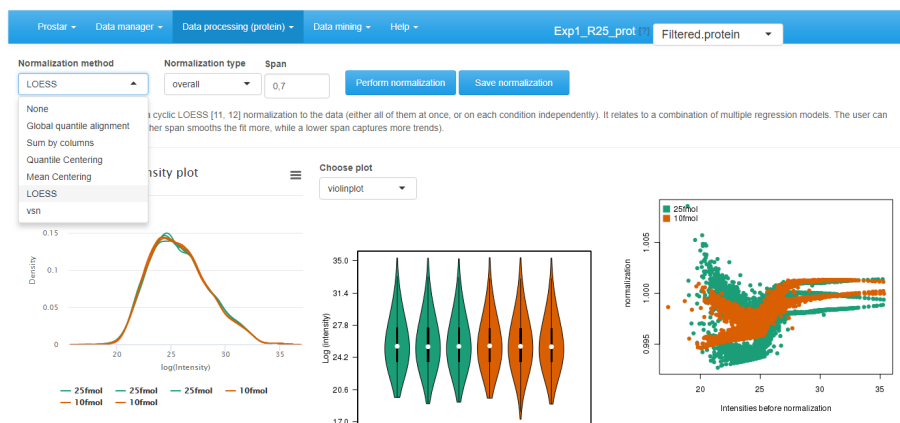 Prostar Data manager Data processing (protein) Data mining Help Exp1_R25_prot [?] Filtered.protein
Normalization method Normalization type Span
LOESS overall 0,7 Perform normalization Save normalization
None
Global quantile alignment
Sum by columns
Quantile Centering
Mean Centering
LOESS
vsn
a cyclic LOESS [11, 12] normalization to the data (either all of them at once, or on each condition independently). It relates to a combination of multiple regression models. The user can
her span smooths the fit more, while a lower span captures more trends).
nsity plot
Choose plot
violinplot
0.15
0.1
0.05
0
Density
20 25 30 35
log(Intensity)
25fmol 25fmol 25fmol 10fmol
10fmol 10fmol
35.0
31.4
27.8
24.2
20.6
17.0
Log (intensity)
25fmol
10fmol
1.005
1.000
0.995
normalization
20 25 30 35
Intensities before normalization